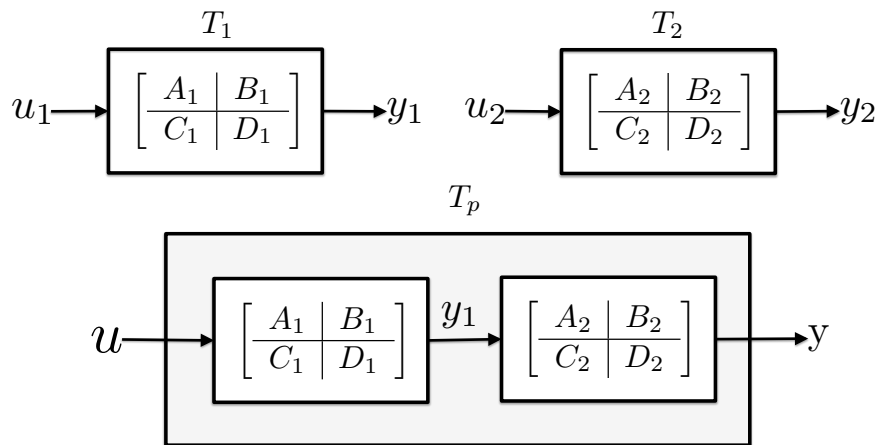 T₁ T₂
u₁ [ A₁ | B₁ ] y₁ u₂ [ A₂ | B₂ ] y₂
[ C₁ | D₁ ] [ C₂ | D₂ ]
Tₚ
u [ A₁ | B₁ ] y₁ [ A₂ | B₂ ] y
[ C₁ | D₁ ] [ C₂ | D₂ ]